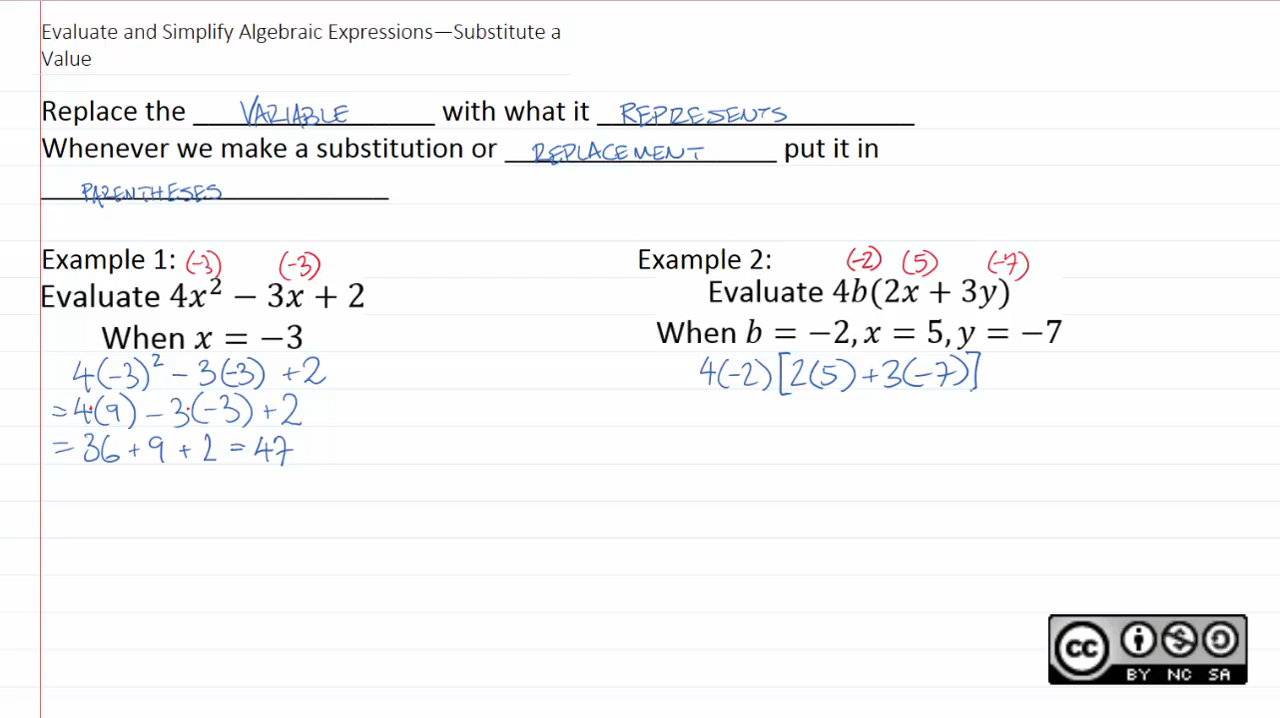 Evaluate and Simplify Algebraic Expressions—Substitute a
Value
Replace the VARIABLE with what it REPRESENTS
Whenever we make a substitution or REPLACEMENT put it in
PARENTHESES
Example 1: (-3) (-3)
Evaluate 4x² − 3x + 2
When x = −3
4(-3)² - 3(-3) + 2
= 4·(9) - 3·(-3) + 2
= 36 + 9 + 2 = 47
Example 2: (-2) (5) (-7)
Evaluate 4b(2x + 3y)
When b = −2, x = 5, y = −7
4(-2)[2(5) + 3(-7)]
cc
BY NC SA